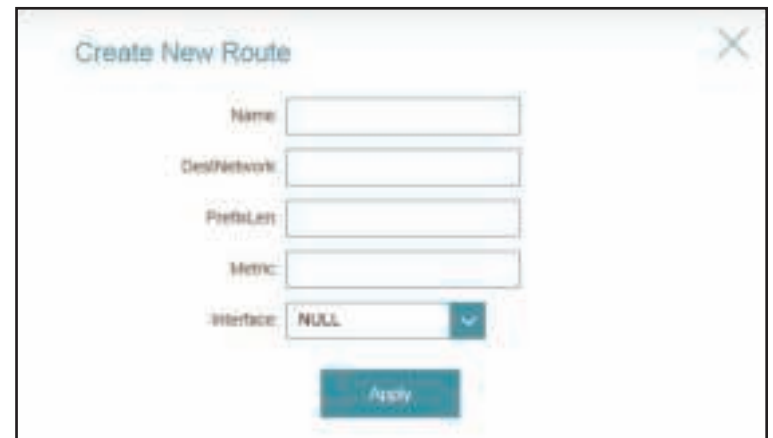 Create New Route
Name:
DestNetwork:
PrefixLen:
Metric:
Interface: NULL
Apply